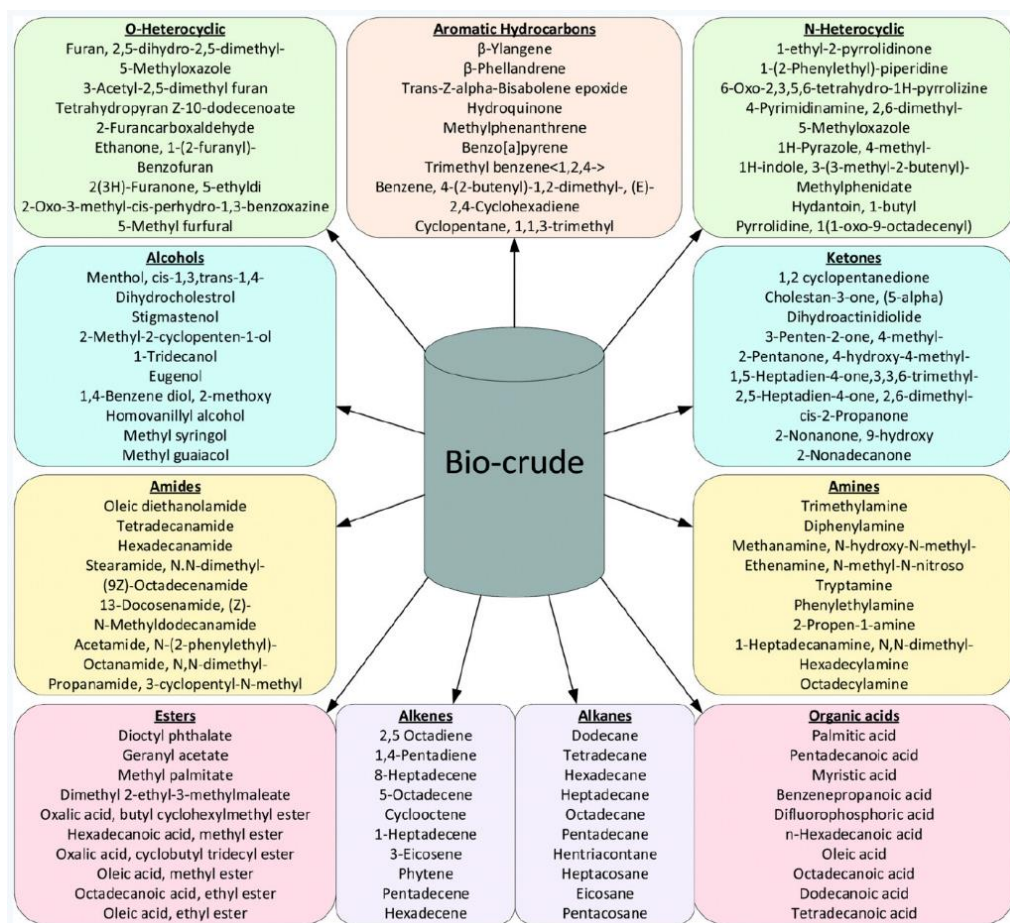 O-Heterocyclic
Furan, 2,5-dihydro-2,5-dimethyl-
5-Methyloxazole
3-Acetyl-2,5-dimethyl furan
Tetrahydropyran Z-10-dodecenoate
2-Furancarboxaldehyde
Ethanone, 1-(2-furanyl)-
Benzofuran
2(3H)-Furanone, 5-ethyldi
2-Oxo-3-methyl-cis-perhydro-1,3-benzoxazine
5-Methyl furfural
Aromatic Hydrocarbons
β-Ylangene
β-Phellandrene
Trans-Z-alpha-Bisabolene epoxide
Hydroquinone
Methylphenanthrene
Benzo[a]pyrene
Trimethyl benzene<1,2,4->
Benzene, 4-(2-butenyl)-1,2-dimethyl-, (E)-
2,4-Cyclohexadiene
Cyclopentane, 1,1,3-trimethyl
N-Heterocyclic
1-ethyl-2-pyrrolidinone
1-(2-Phenylethyl)-piperidine
6-Oxo-2,3,5,6-tetrahydro-1H-pyrrolizine
4-Pyrimidinamine, 2,6-dimethyl-
5-Methyloxazole
1H-Pyrazole, 4-methyl-
1H-indole, 3-(3-methyl-2-butenyl)-
Methylphenidate
Hydantoin, 1-butyl
Pyrrolidine, 1(1-oxo-9-octadecenyl)
Alcohols
Menthol, cis-1,3,trans-1,4-
Dihydrocholestrol
Stigmastenol
2-Methyl-2-cyclopenten-1-ol
1-Tridecanol
Eugenol
1,4-Benzene diol, 2-methoxy
Homovanillyl alcohol
Methyl syringol
Methyl guaiacol
Bio-crude
Ketones
1,2 cyclopentanedione
Cholestan-3-one, (5-alpha)
Dihydroactinidiolide
3-Penten-2-one, 4-methyl-
2-Pentanone, 4-hydroxy-4-methyl-
1,5-Heptadien-4-one,3,3,6-trimethyl-
2,5-Heptadien-4-one, 2,6-dimethyl-
cis-2-Propanone
2-Nonanone, 9-hydroxy
2-Nonadecanone
Amides
Oleic diethanolamide
Tetradecanamide
Hexadecanamide
Stearamide, N.N-dimethyl-
(9Z)-Octadecenamide
13-Docosenamide, (Z)-
N-Methyldodecanamide
Acetamide, N-(2-phenylethyl)-
Octanamide, N,N-dimethyl-
Propanamide, 3-cyclopentyl-N-methyl
Amines
Trimethylamine
Diphenylamine
Methanamine, N-hydroxy-N-methyl-
Ethenamine, N-methyl-N-nitroso
Tryptamine
Phenylethylamine
2-Propen-1-amine
1-Heptadecanamine, N,N-dimethyl-
Hexadecylamine
Octadecylamine
Esters
Dioctyl phthalate
Geranyl acetate
Methyl palmitate
Dimethyl 2-ethyl-3-methylmaleate
Oxalic acid, butyl cyclohexylmethyl ester
Hexadecanoic acid, methyl ester
Oxalic acid, cyclobutyl tridecyl ester
Oleic acid, methyl ester
Octadecanoic acid, ethyl ester
Oleic acid, ethyl ester
Alkenes
2,5 Octadiene
1,4-Pentadiene
8-Heptadecene
5-Octadecene
Cyclooctene
1-Heptadecene
3-Eicosene
Phytene
Pentadecene
Hexadecene
Alkanes
Dodecane
Tetradecane
Hexadecane
Heptadecane
Octadecane
Pentadecane
Hentriacontane
Heptacosane
Eicosane
Pentacosane
Organic acids
Palmitic acid
Pentadecanoic acid
Myristic acid
Benzenepropanoic acid
Difluorophosphoric acid
n-Hexadecanoic acid
Oleic acid
Octadecanoic acid
Dodecanoic acid
Tetradecanoic acid